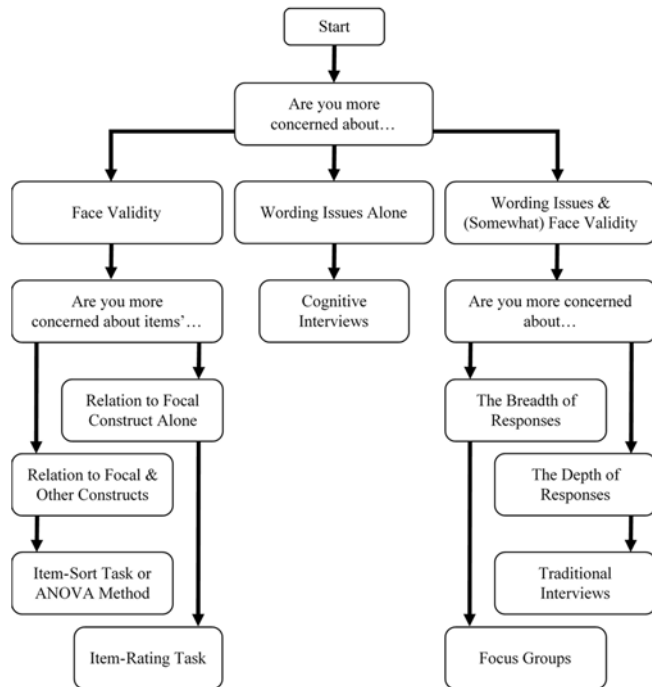 Start
Are you more
concerned about…
Face Validity
Wording Issues Alone
Wording Issues &
(Somewhat) Face Validity
Are you more
concerned about items'…
Cognitive
Interviews
Are you more concerned
about…
Relation to Focal
Construct Alone
The Breadth of
Responses
Relation to Focal &
Other Constructs
The Depth of
Responses
Item-Sort Task or
ANOVA Method
Traditional
Interviews
Item-Rating Task
Focus Groups